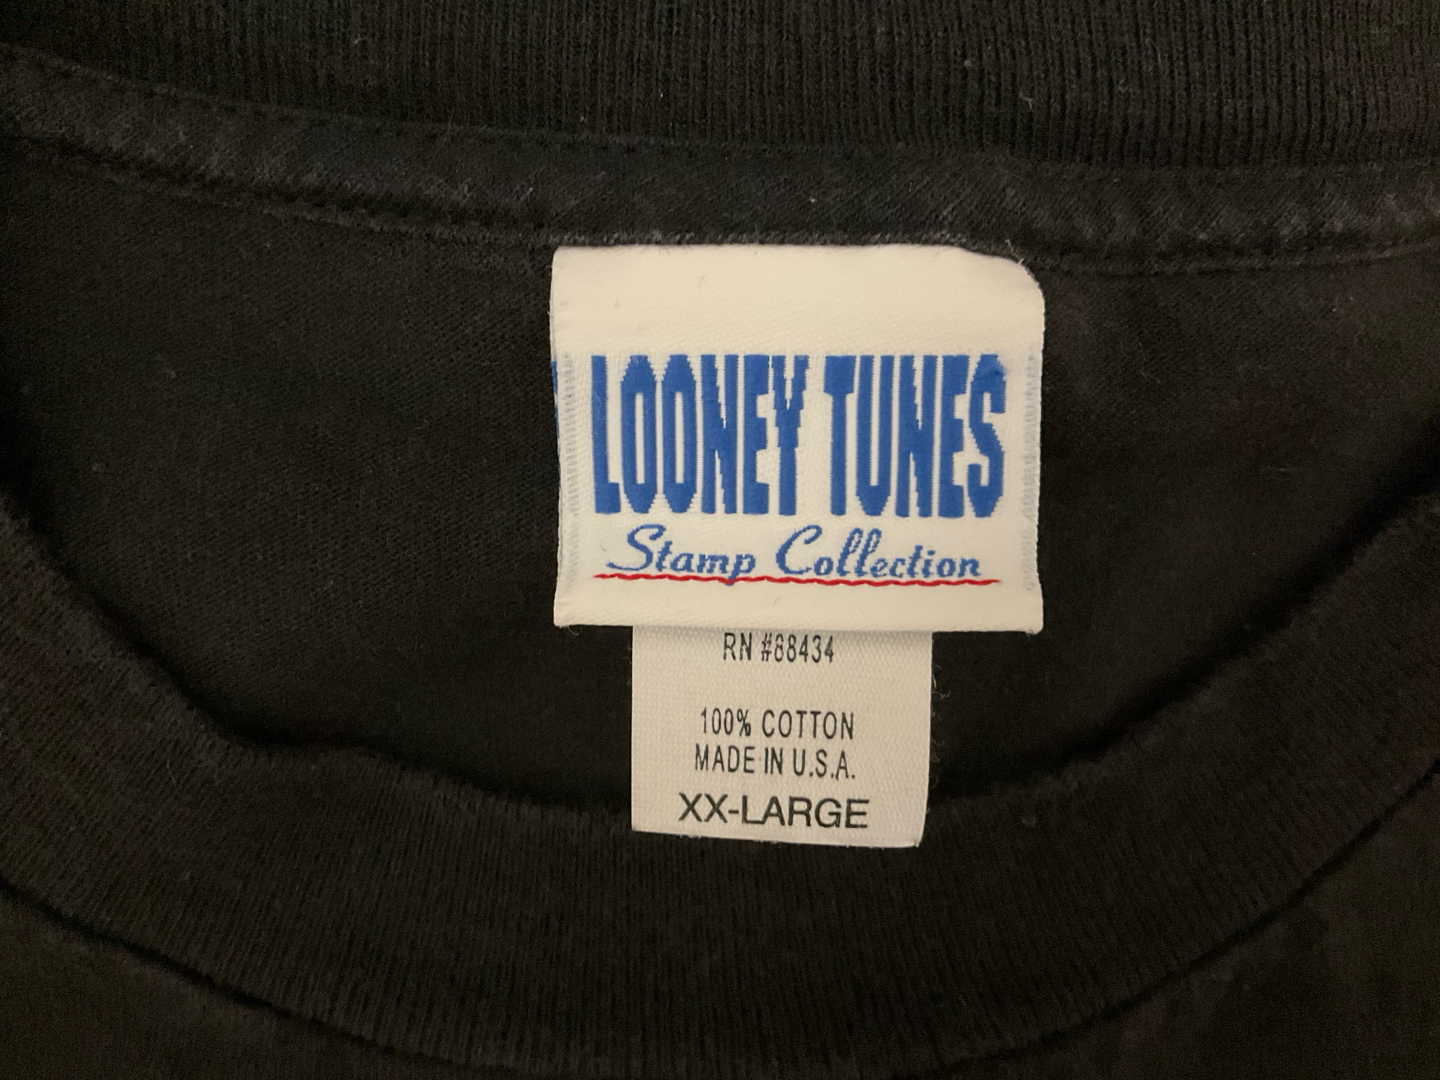 LOONEY TUNES
Stamp Collection
RN #88434
100% COTTON
MADE IN U.S.A.
XX-LARGE